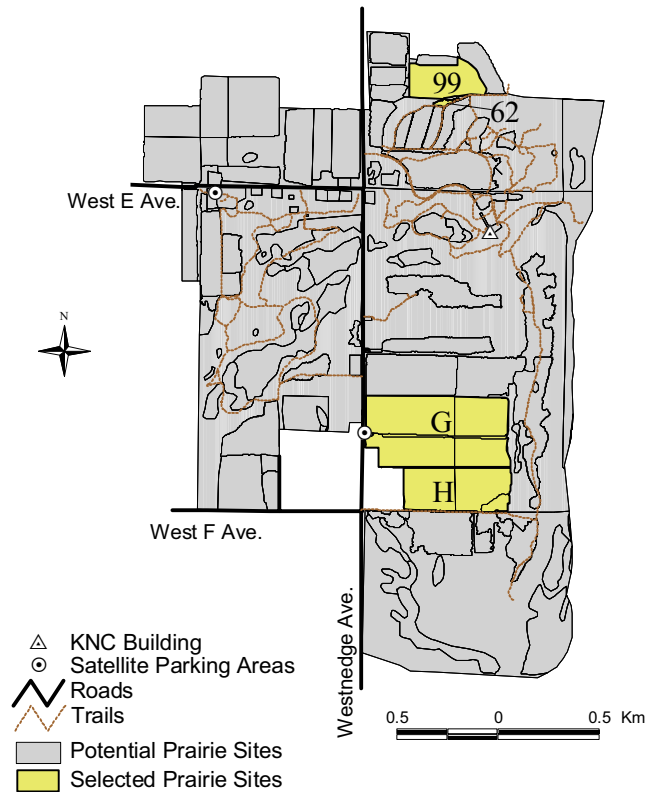 99
62
West E Ave.
N
G
H
West F Ave.
Westnedge Ave.
KNC Building
Satellite Parking Areas
Roads
Trails
Potential Prairie Sites
Selected Prairie Sites
0.5 0 0.5 Km